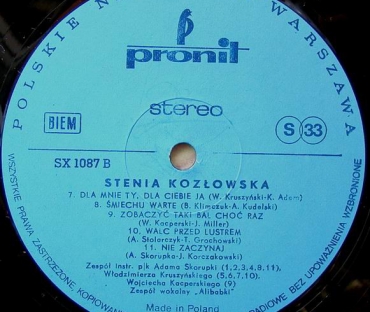 POLSKIE N WARSZAWA
pronit
stereo
BIEM
S 33
SX 1087 B
STENIA KOZŁOWSKA
7. DLA MNIE TY, DLA CIEBIE JA (W. Kruszyński-K. Adam)
8. ŚMIECHU WARTE (B. Klimczuk-A. Kudelski)
9. ZOBACZYĆ TAKI BAL CHOĆ RAZ
(W. Kacperski-J. Miller)
10. WALC PRZED LUSTREM
(A. Stolarczyk-T. Grochowski)
11. NIE ZACZYNAJ
(A. Skorupko-J. Korczakowski)
Zespół instr. p/k Adama Skorupki (1,2,3,4,8,11),
Włodzimierza Kruszyńskiego (5,6,7,10).
Wojciecha Kacperskiego (9)
Zespół wokalny „Alibabki"
Made in Poland
WSZYSTKIE PRAWA ZASTRZEŻONE, KOPIOWANI
RADIOWE BEZ UPOWAŻNIENIA WZBRONIONE